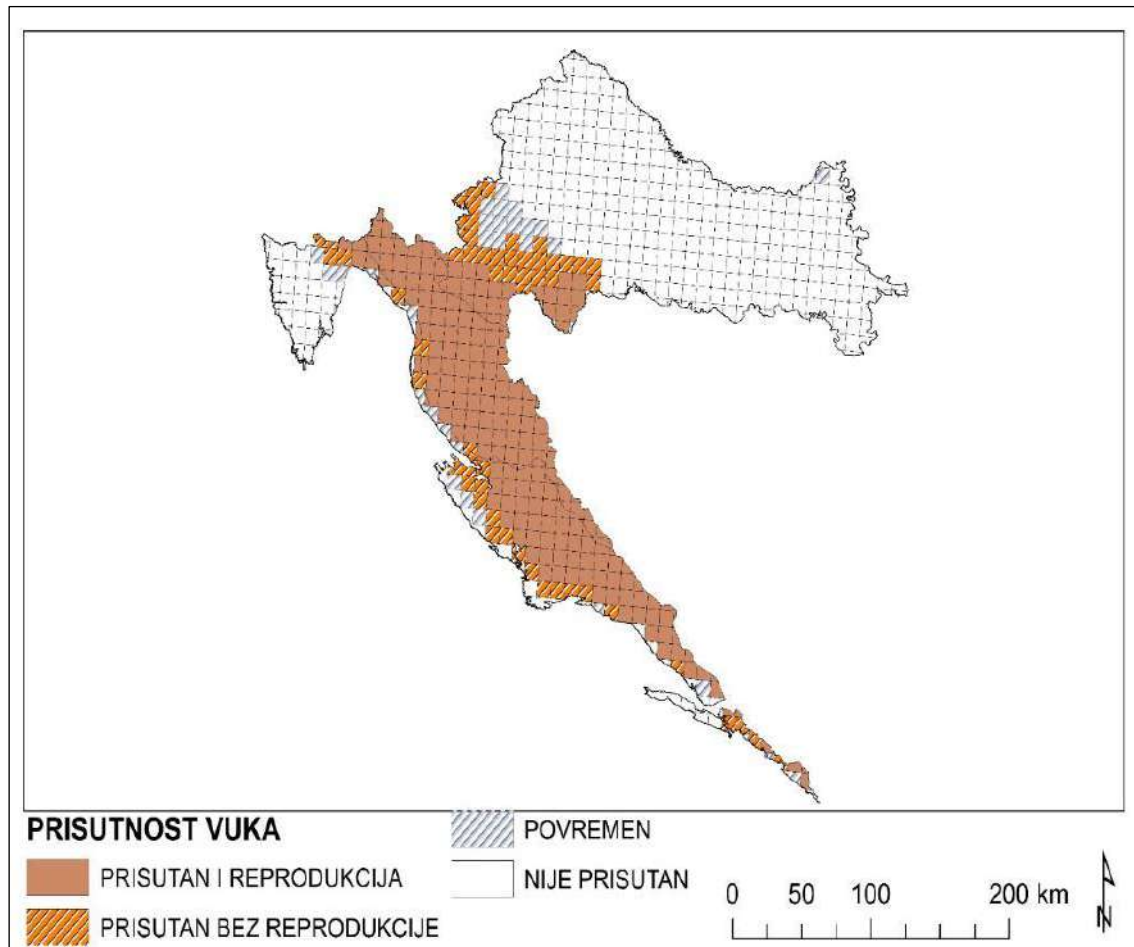 PRISUTNOST VUKA
PRISUTAN I REPRODUKCIJA
PRISUTAN BEZ REPRODUKCIJE
POVREMEN
NIJE PRISUTAN
0 50 100 200 km
N